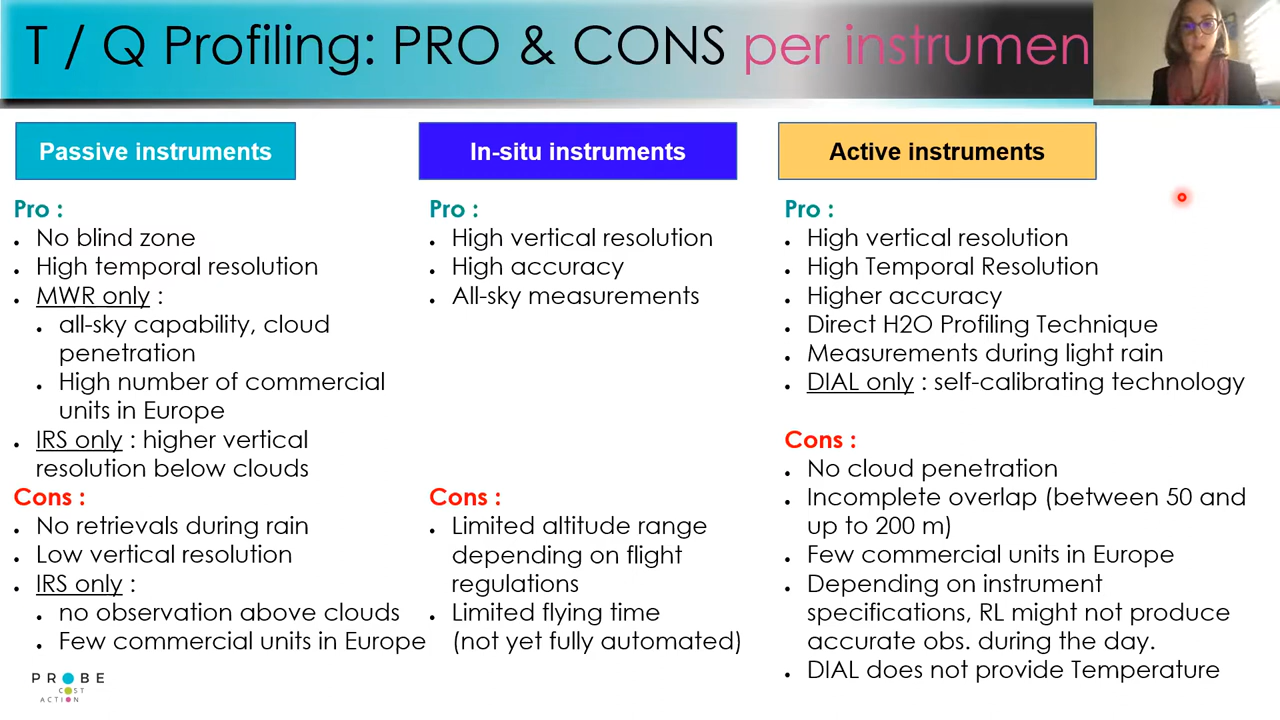 T / Q Profiling: PRO & CONS per instrumen
Passive instruments
Pro :
No blind zone
High temporal resolution
MWR only :
all-sky capability, cloud
penetration
High number of commercial
units in Europe
IRS only : higher vertical
resolution below clouds
Cons :
No retrievals during rain
Low vertical resolution
IRS only :
no observation above clouds
Few commercial units in Europe
In-situ instruments
Pro :
High vertical resolution
High accuracy
All-sky measurements
Cons :
Limited altitude range
depending on flight
regulations
Limited flying time
(not yet fully automated)
Active instruments
Pro :
High vertical resolution
High Temporal Resolution
Higher accuracy
Direct H2O Profiling Technique
Measurements during light rain
DIAL only : self-calibrating technology
Cons :
No cloud penetration
Incomplete overlap (between 50 and
up to 200 m)
Few commercial units in Europe
Depending on instrument
specifications, RL might not produce
accurate obs. during the day.
DIAL does not provide Temperature
PROBE
COST
ACTION